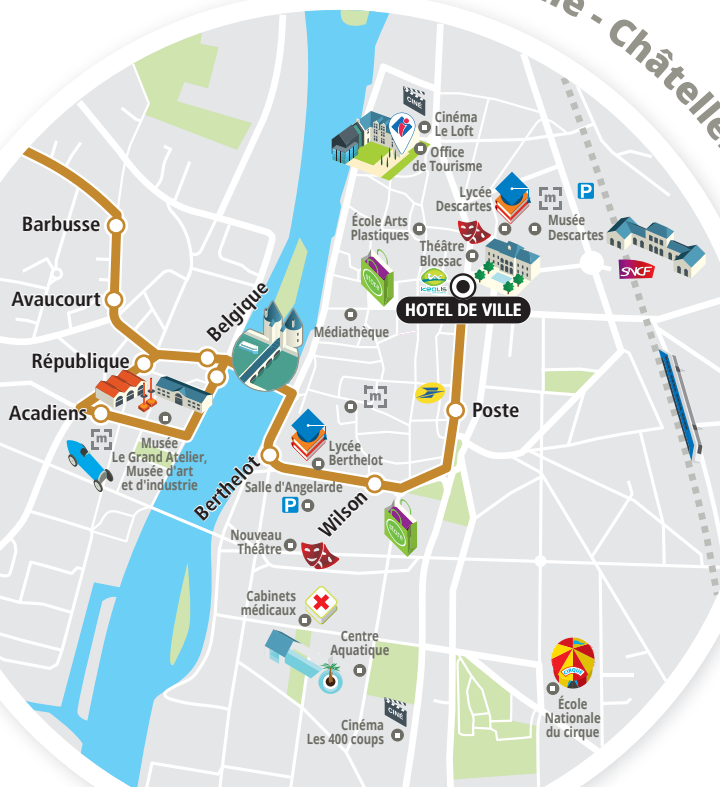 e - Châtelle
CINÉ
Cinéma
Le Loft
Office
de Tourisme
Lycée
Descartes
[m]
P
Musée
Descartes
École Arts
Plastiques
Théâtre
Blossac
SNCF
store
KEOLIS
HOTEL DE VILLE
Barbusse
Avaucourt
Belgique
République
Acadiens
Médiathèque
[m]
Poste
[m]
Musée
Le Grand Atelier,
Musée d'art
et d'industrie
Lycée
Berthelot
Berthelot
Salle d'Angelarde
P
Wilson
store
Nouveau
Théâtre
Cabinets
médicaux
Centre
Aquatique
CINÉ
Cinéma
Les 400 coups
CIRQUE
École
Nationale
du cirque